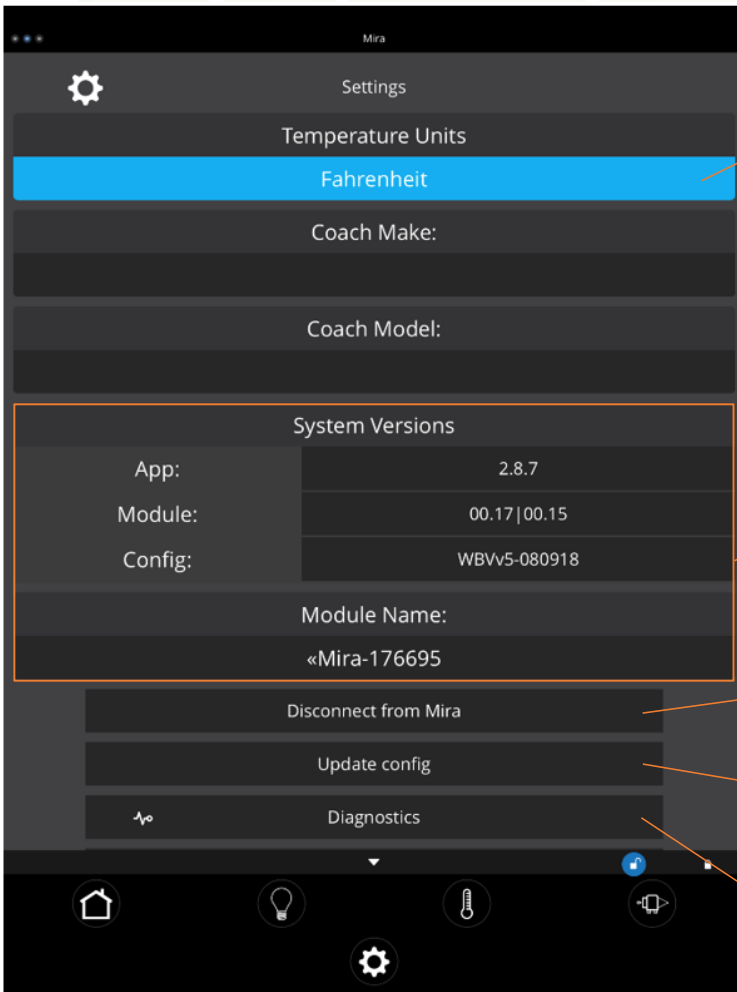 Mira
Settings
Temperature Units
Fahrenheit
Coach Make:
Coach Model:
System Versions
App: 2.8.7
Module: 00.17|00.15
Config: WBVv5-080918
Module Name:
«Mira-176695
Disconnect from Mira
Update config
Diagnostics